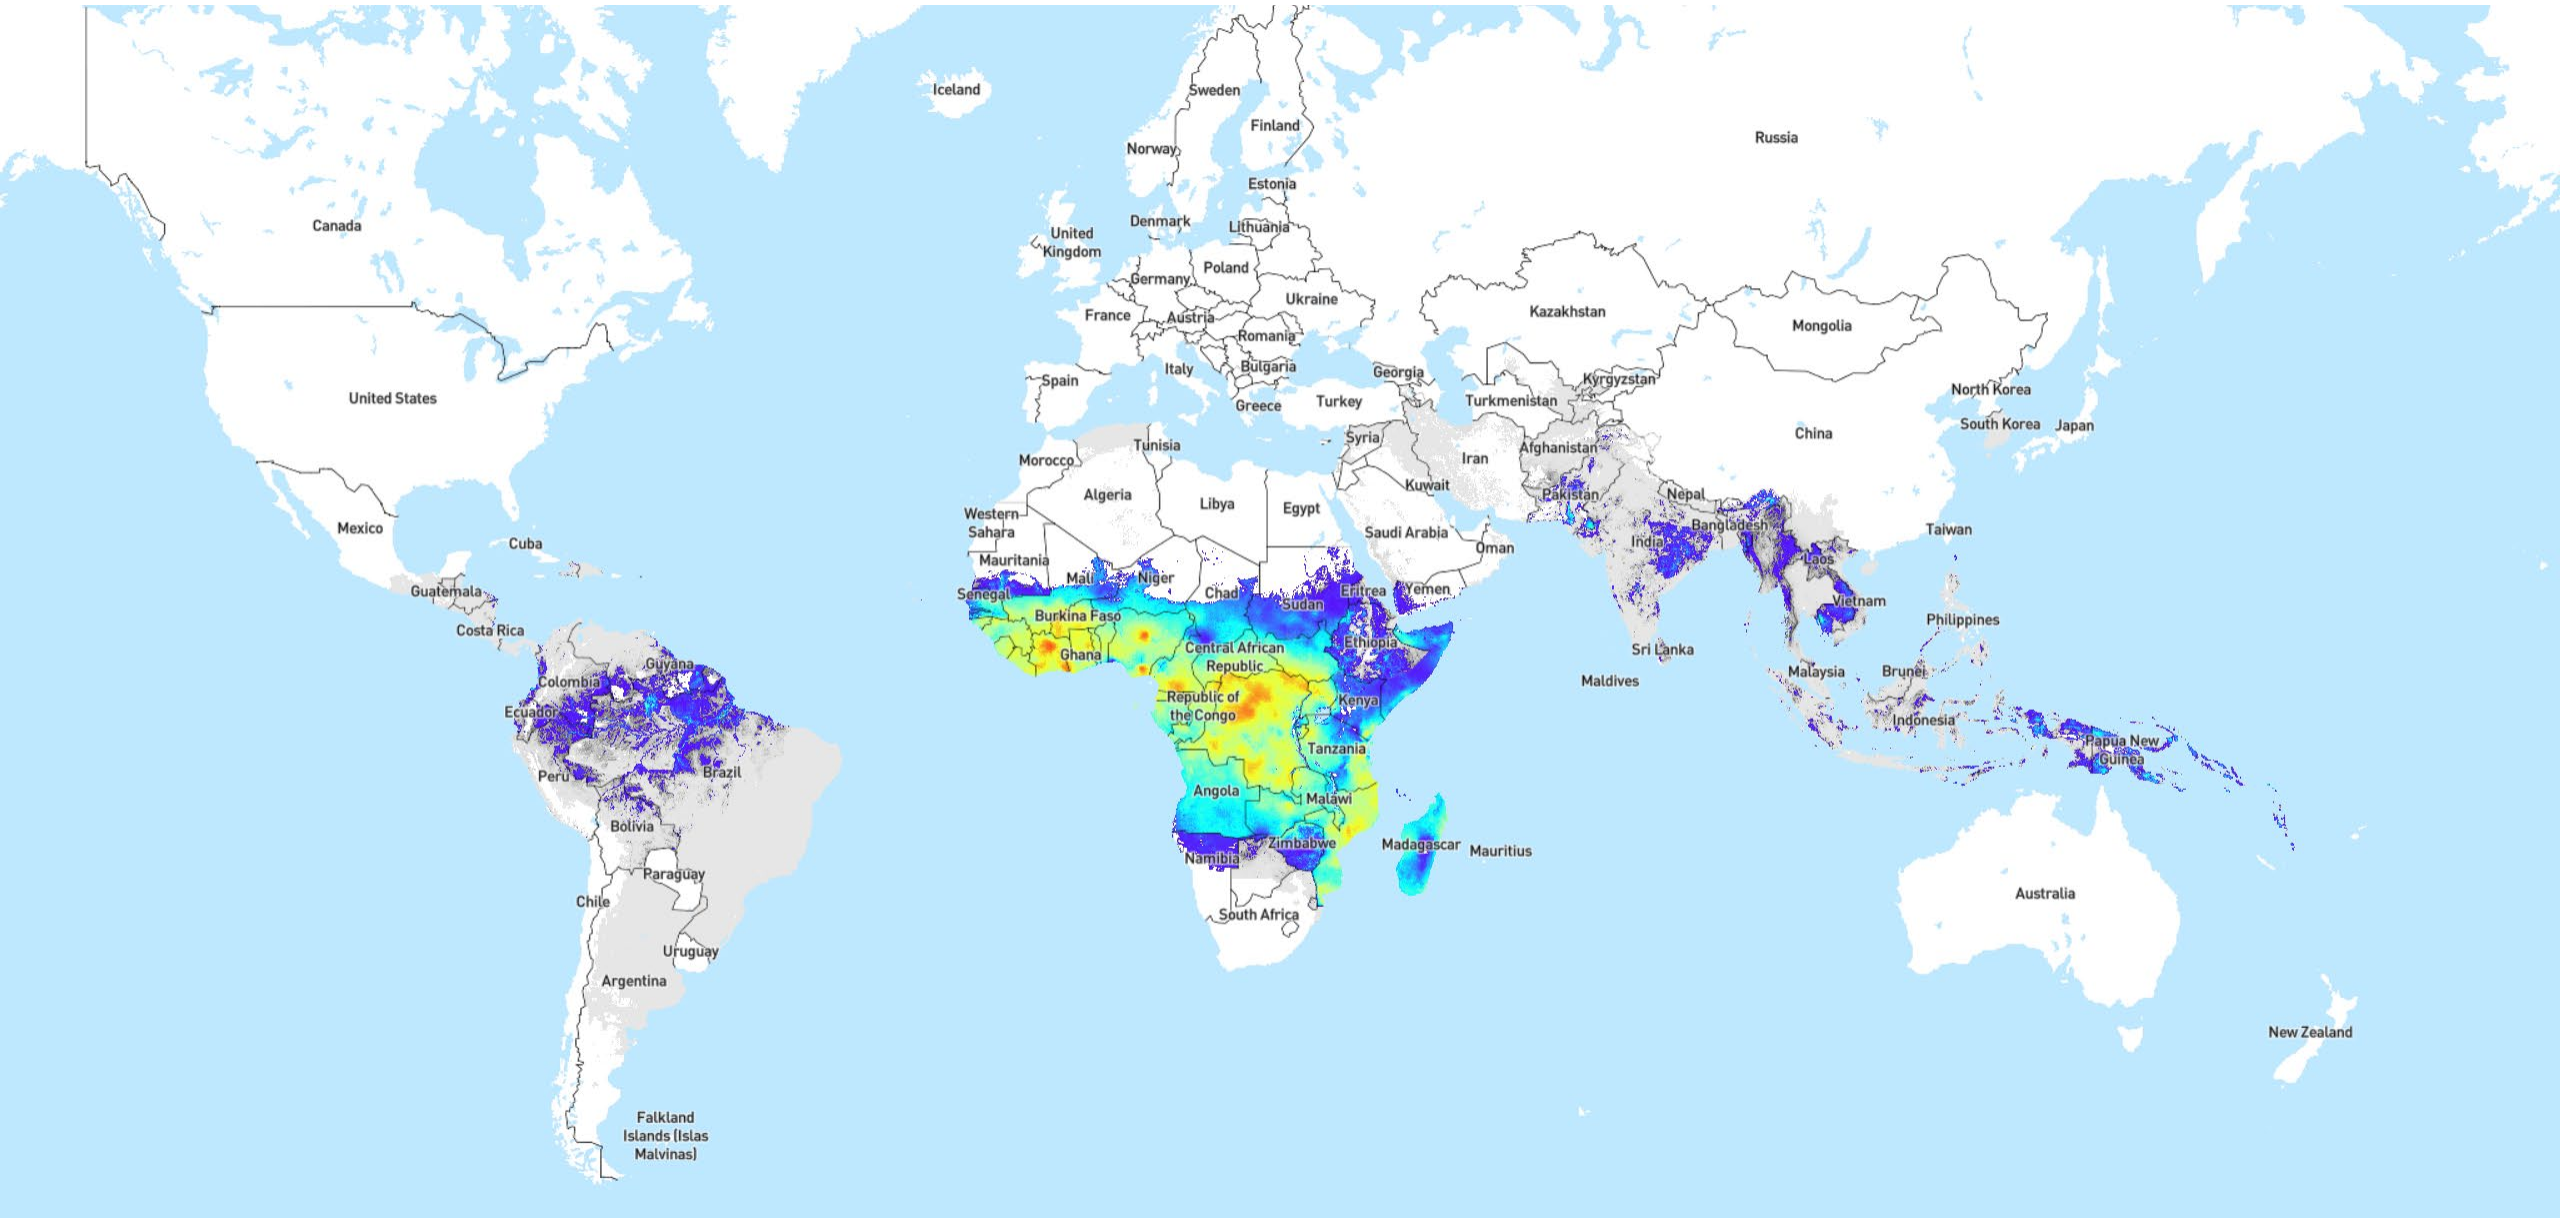 Iceland
Sweden
Finland
Russia
Norway
Estonia
Canada
Denmark
Lithuania
United
Kingdom
Poland
Germany
Ukraine
Kazakhstan
France
Austria
Mongolia
Romania
Italy
Bulgaria
Georgia
Kyrgyzstan
Spain
North Korea
United States
Greece
Turkey
Turkmenistan
South Korea
Japan
China
Syria
Tunisia
Afghanistan
Morocco
Iran
Kuwait
Algeria
Pakistan
Nepal
Libya
Egypt
Western
Sahara
Mexico
Bangladesh
Taiwan
Saudi Arabia
India
Cuba
Oman
Mauritania
Laos
Mali
Niger
Guatemala
Senegal
Chad
Eritrea
Yemen
Sudan
Vietnam
Burkina Faso
Philippines
Costa Rica
Ethiopia
Central African
Republic
Ghana
Sri Lanka
Guyana
Malaysia
Brunei
Colombia
Maldives
Republic of
the Congo
Kenya
Ecuador
Indonesia
Papua New
Guinea
Tanzania
Peru
Brazil
Angola
Malawi
Bolivia
Zimbabwe
Madagascar
Mauritius
Namibia
Paraguay
Australia
Chile
South Africa
Uruguay
Argentina
New Zealand
Falkland
Islands (Islas
Malvinas)